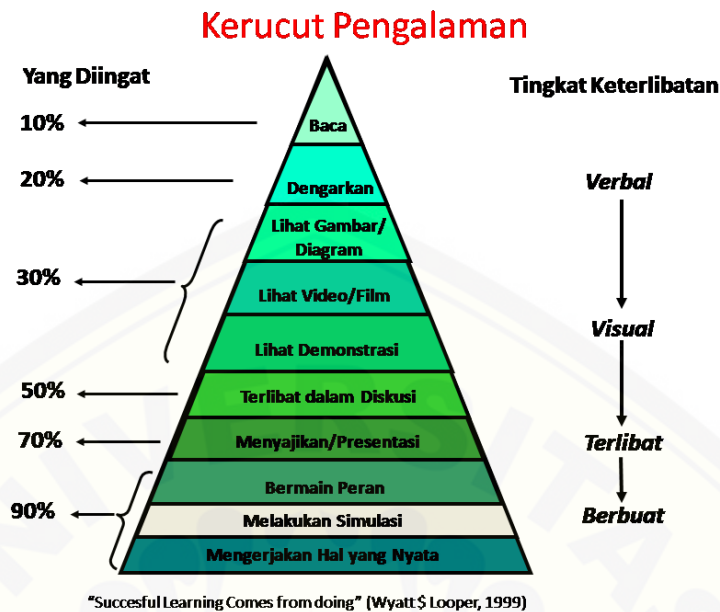 Kerucut Pengalaman
Yang Diingat
Tingkat Keterlibatan
10%
Baca
20%
Dengarkan
Verbal
Lihat Gambar/
Diagram
30%
Lihat Video/Film
Visual
Lihat Demonstrasi
50%
Terlibat dalam Diskusi
70%
Menyajikan/Presentasi
Terlibat
Bermain Peran
90%
Melakukan Simulasi
Berbuat
Mengerjakan Hal yang Nyata
“Succesful Learning Comes from doing” (Wyatt$ Looper, 1999)
UNIVERSITA